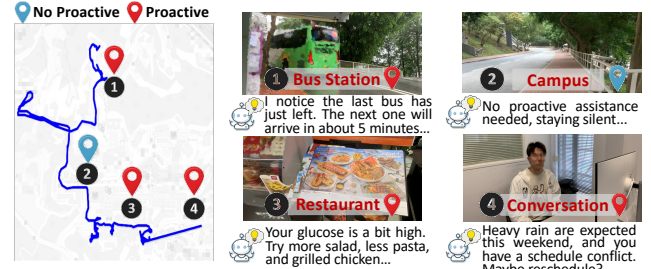 No Proactive
Proactive
1
2
3
4
1 Bus Station
I notice the last bus has
just left. The next one will
arrive in about 5 minutes...
2 Campus
No proactive assistance
needed, staying silent...
3 Restaurant
Your glucose is a bit high.
Try more salad, less pasta,
and grilled chicken...
4 Conversation
Heavy rain are expected
this weekend, and you
have a schedule conflict.
Maybe reschedule?